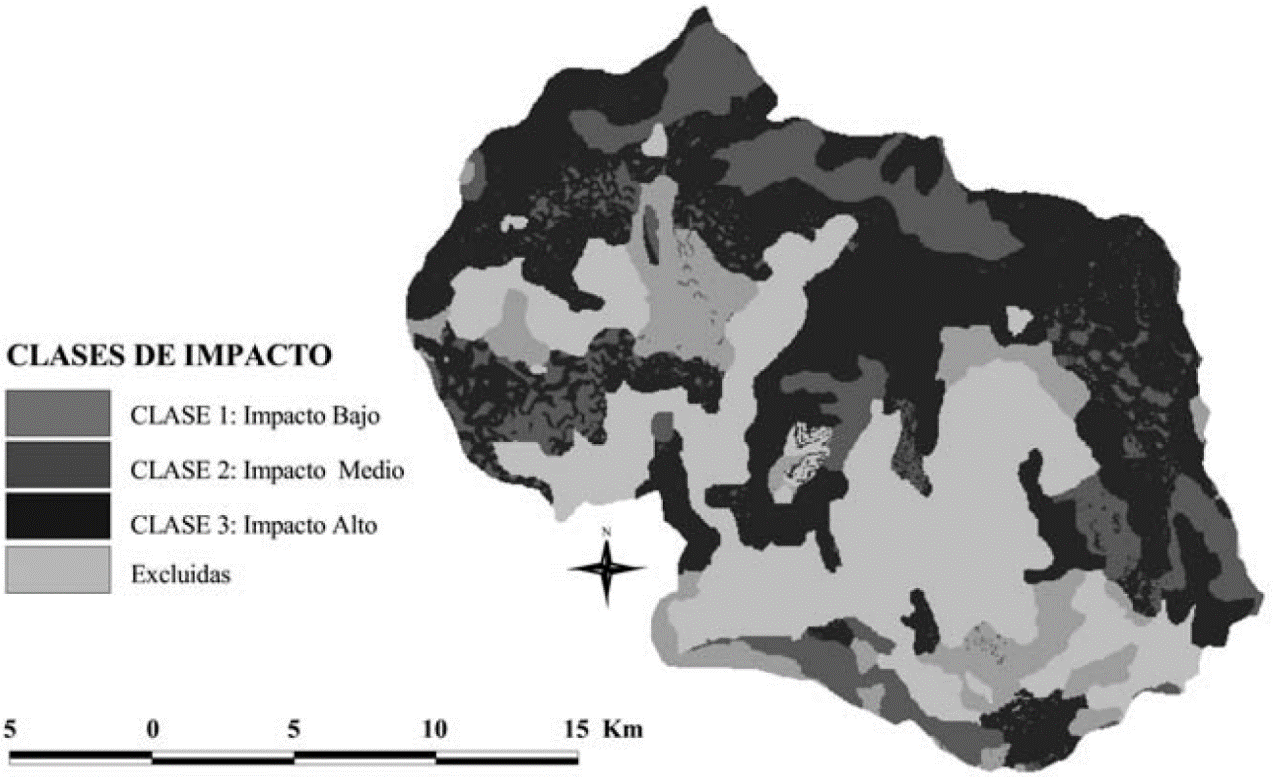 CLASES DE IMPACTO
CLASE 1: Impacto Bajo
CLASE 2: Impacto Medio
CLASE 3: Impacto Alto
Excluidas
N
5 0 5 10 15 Km